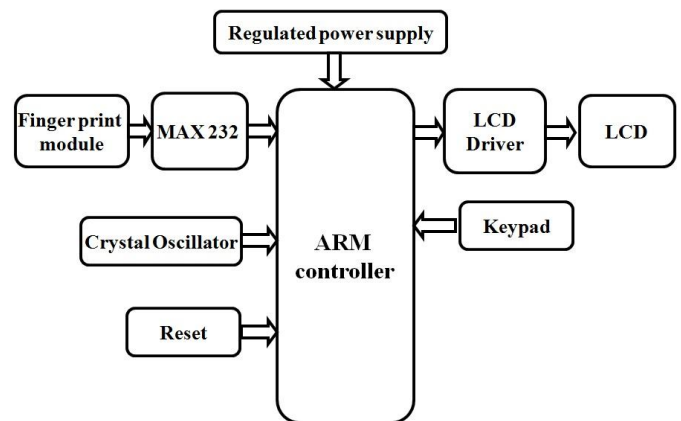 Regulated power supply
Finger print
module
MAX 232
LCD
Driver
LCD
Crystal Oscillator
ARM
controller
Keypad
Reset